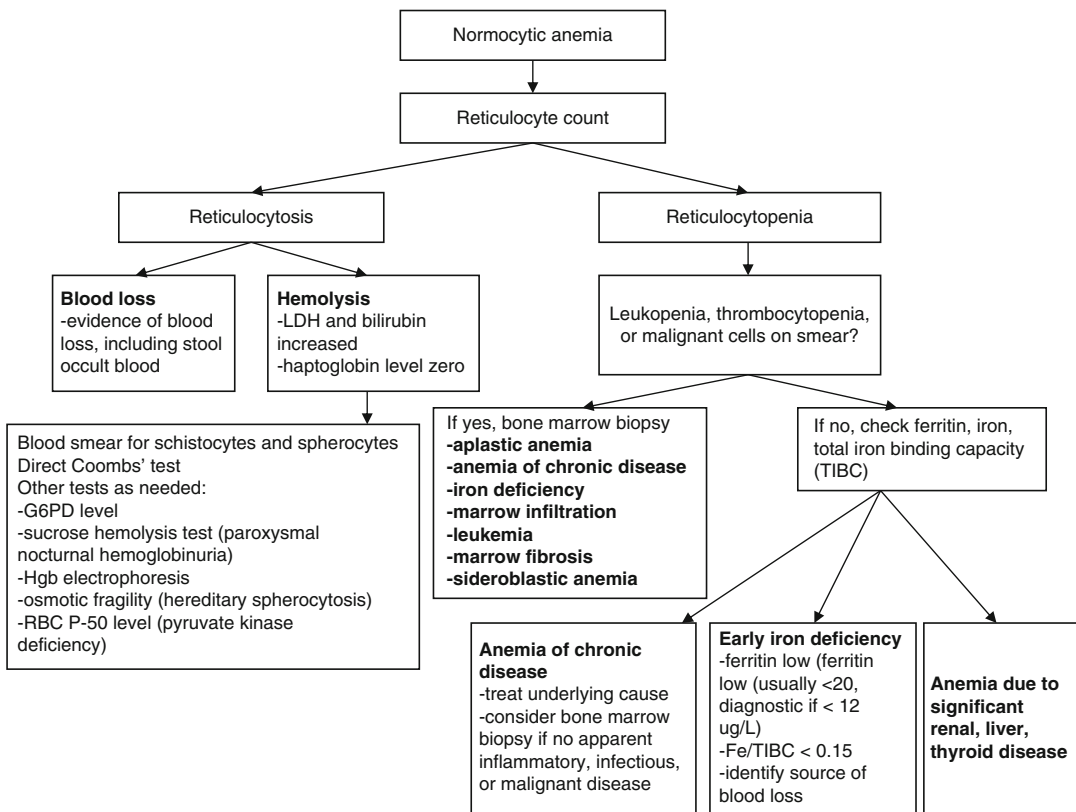 Normocytic anemia
Reticulocyte count
Reticulocytosis
Reticulocytopenia
Blood loss
-evidence of blood
loss, including stool
occult blood
Hemolysis
-LDH and bilirubin
increased
-haptoglobin level zero
Leukopenia, thrombocytopenia,
or malignant cells on smear?
Blood smear for schistocytes and spherocytes
Direct Coombs' test
Other tests as needed:
-G6PD level
-sucrose hemolysis test (paroxysmal
nocturnal hemoglobinuria)
-Hgb electrophoresis
-osmotic fragility (hereditary spherocytosis)
-RBC P-50 level (pyruvate kinase
deficiency)
If yes, bone marrow biopsy
-aplastic anemia
-anemia of chronic disease
-iron deficiency
-marrow infiltration
-leukemia
-marrow fibrosis
-sideroblastic anemia
If no, check ferritin, iron,
total iron binding capacity
(TIBC)
Anemia of chronic
disease
-treat underlying cause
-consider bone marrow
biopsy if no apparent
inflammatory, infectious,
or malignant disease
Early iron deficiency
-ferritin low (ferritin
low (usually <20,
diagnostic if < 12
ug/L)
-Fe/TIBC < 0.15
-identify source of
blood loss
Anemia due to
significant
renal, liver,
thyroid disease